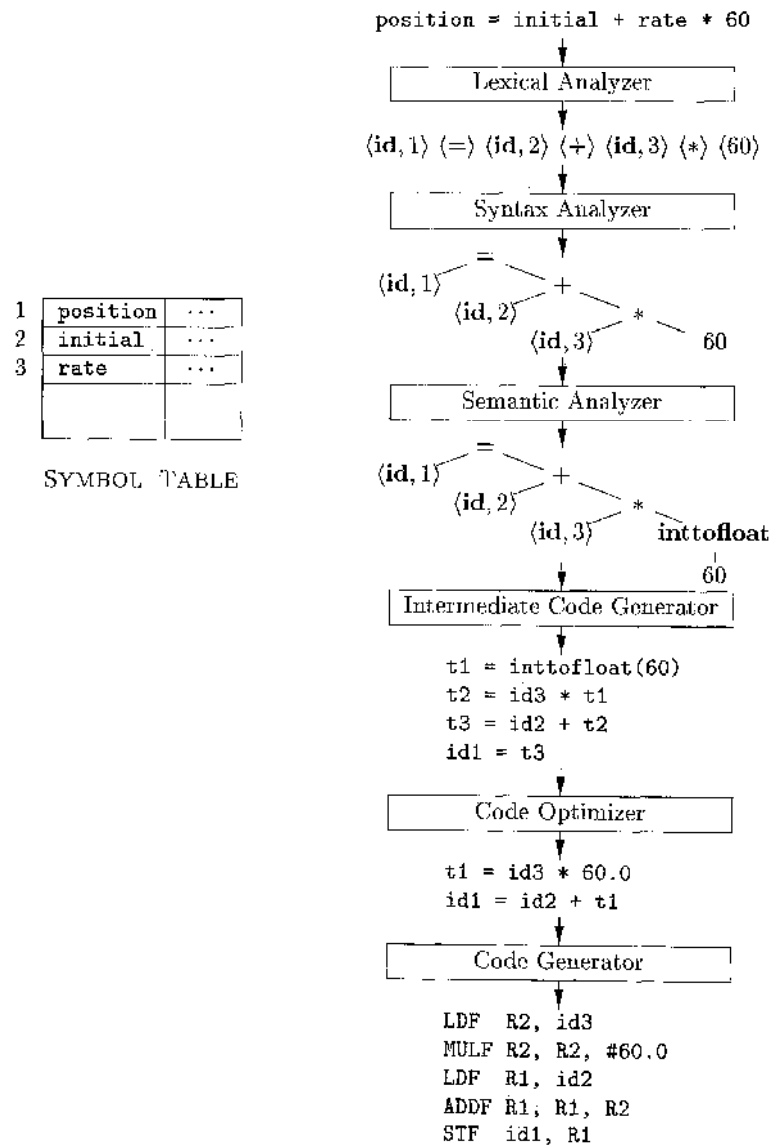 position = initial + rate * 60
Lexical Analyzer
⟨id, 1⟩ ⟨=⟩ ⟨id, 2⟩ ⟨+⟩ ⟨id, 3⟩ ⟨*⟩ ⟨60⟩
Syntax Analyzer
=
⟨id, 1⟩ +
⟨id, 2⟩ *
⟨id, 3⟩ 60
1 position ···
2 initial ···
3 rate ···
SYMBOL TABLE
Semantic Analyzer
=
⟨id, 1⟩ +
⟨id, 2⟩ *
⟨id, 3⟩ inttofloat
60
Intermediate Code Generator
t1 = inttofloat(60)
t2 = id3 * t1
t3 = id2 + t2
id1 = t3
Code Optimizer
t1 = id3 * 60.0
id1 = id2 + t1
Code Generator
LDF R2, id3
MULF R2, R2, #60.0
LDF R1, id2
ADDF R1, R1, R2
STF id1, R1